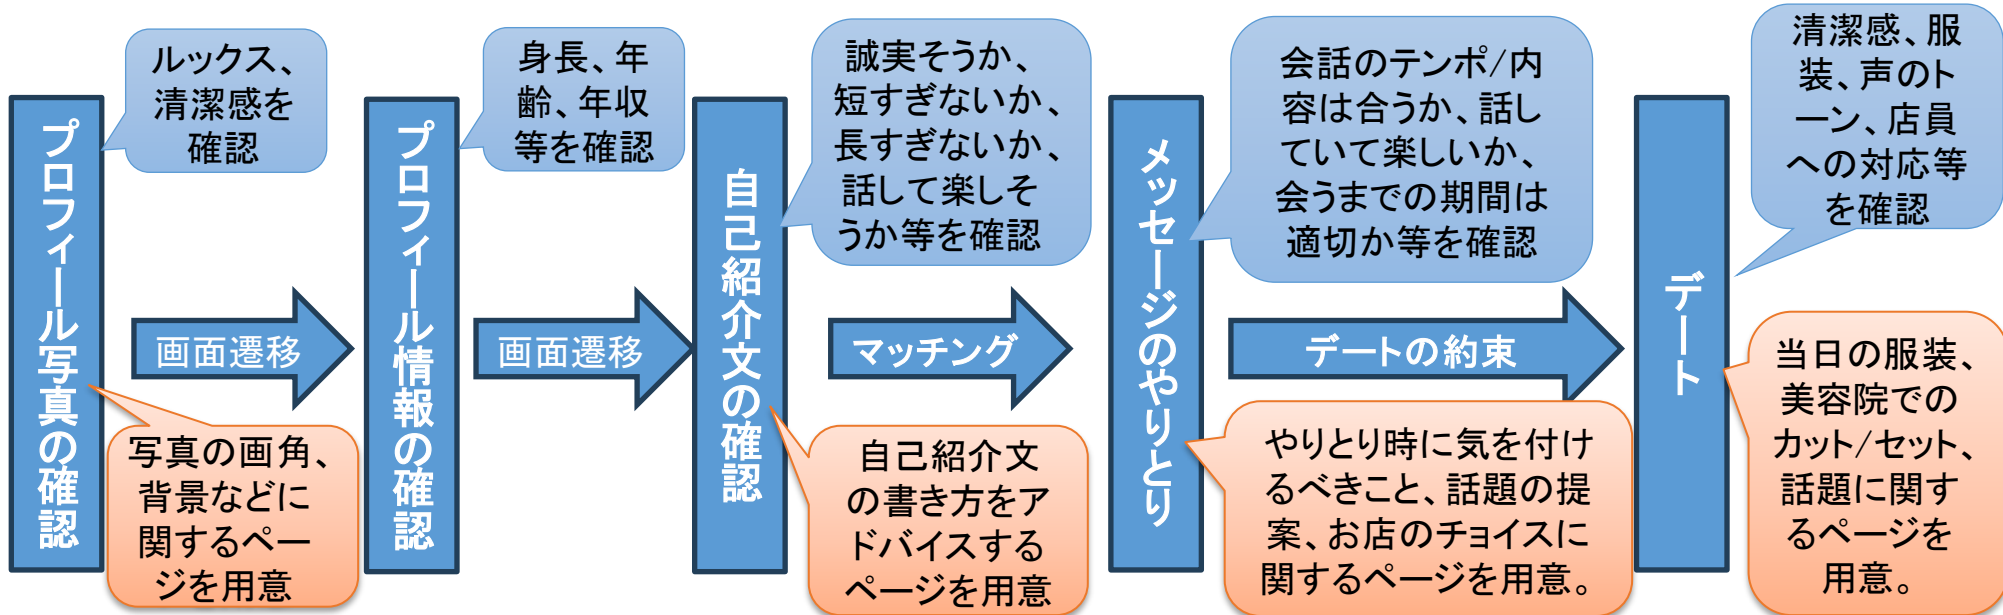 プロフィール写真の確認
ルックス、
清潔感を
確認
写真の画角、
背景などに
関するペー
ジを用意
画面遷移
プロフィール情報の確認
身長、年
齢、年収
等を確認
画面遷移
自己紹介文の確認
誠実そうか、
短すぎないか、
長すぎないか、
話して楽しそ
うか等を確認
自己紹介文
の書き方をア
ドバイスする
ページを用意
マッチング
メッセージのやりとり
会話のテンポ/内
容は合うか、話し
ていて楽しいか、
会うまでの期間は
適切か等を確認
やりとり時に気を付け
るべきこと、話題の提
案、お店のチョイスに
関するページを用意。
デートの約束
デート
清潔感、服
装、声のト
ーン、店員
への対応等
を確認
当日の服装、
美容院での
カット/セット、
話題に関す
るページを
用意。